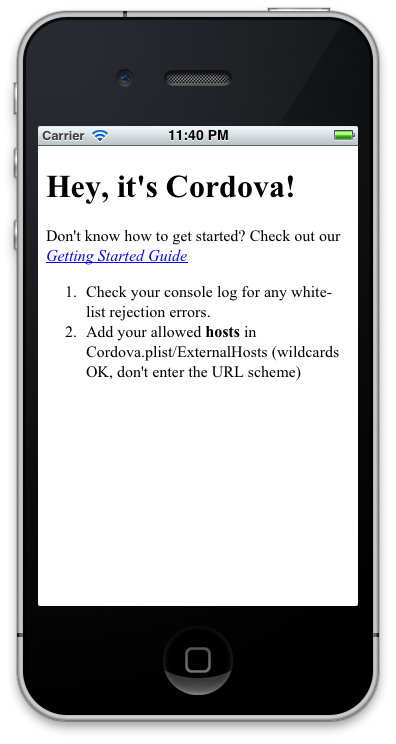 Carrier 11:40 PM
Hey, it's Cordova!
Don't know how to get started? Check out our
Getting Started Guide
1. Check your console log for any white-
list rejection errors.
2. Add your allowed hosts in
Cordova.plist/ExternalHosts (wildcards
OK, don't enter the URL scheme)